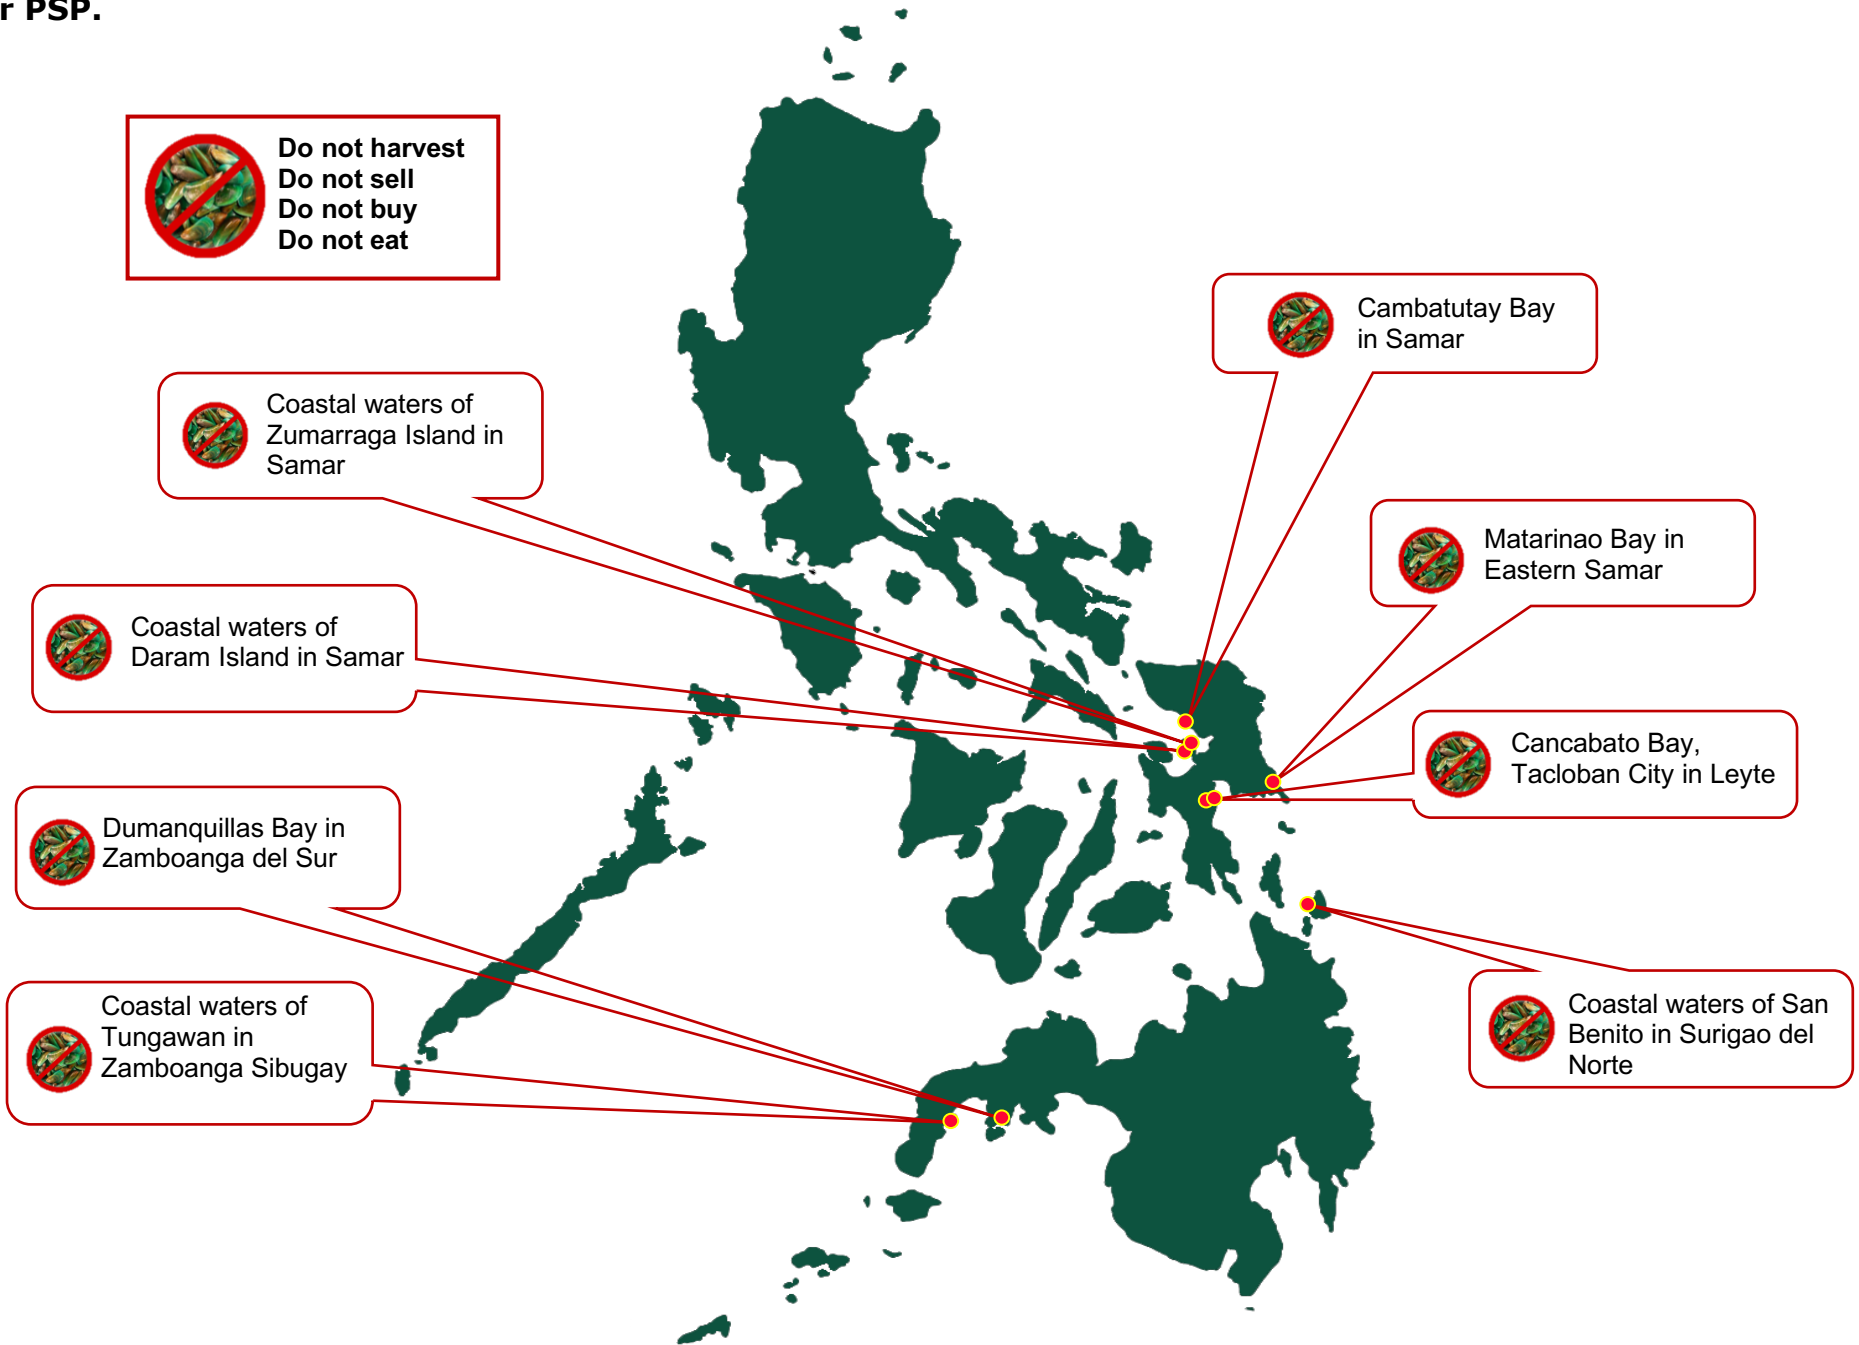 r PSP.
Do not harvest
Do not sell
Do not buy
Do not eat
Cambatutay Bay
in Samar
Coastal waters of
Zumarraga Island in
Samar
Matarinao Bay in
Eastern Samar
Coastal waters of
Daram Island in Samar
Cancabato Bay,
Tacloban City in Leyte
Dumanquillas Bay in
Zamboanga del Sur
Coastal waters of San
Benito in Surigao del
Norte
Coastal waters of
Tungawan in
Zamboanga Sibugay